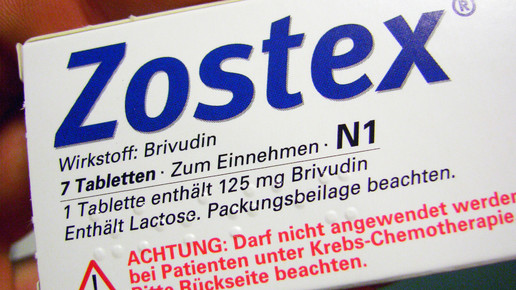 Zostex®
Wirkstoff: Brivudin
7 Tabletten · Zum Einnehmen · N1
1 Tablette enthält 125 mg Brivudin
Enthält Lactose. Packungsbeilage beachten.
ACHTUNG: Darf nicht angewendet werden
bei Patienten unter Krebs-Chemotherapie
Bitte Rückseite beachten.